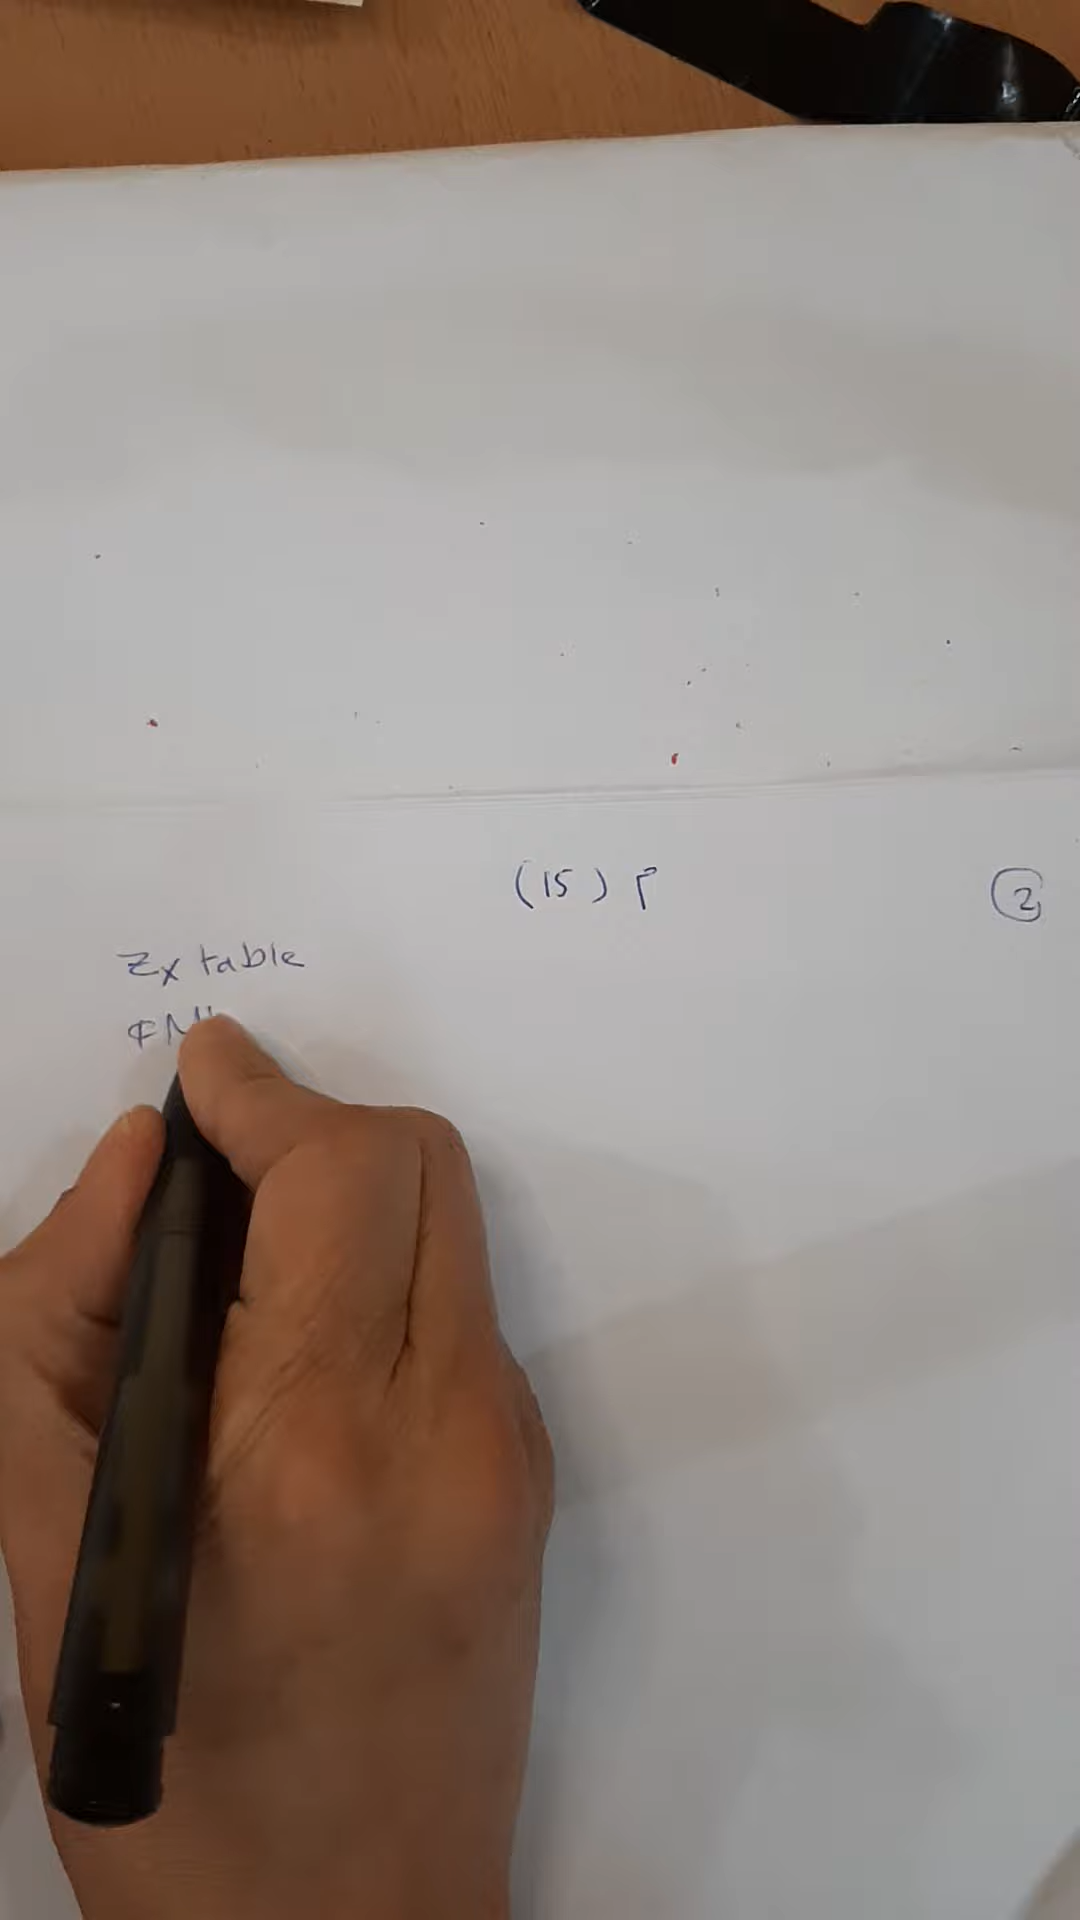 (15) م ②
Zx table